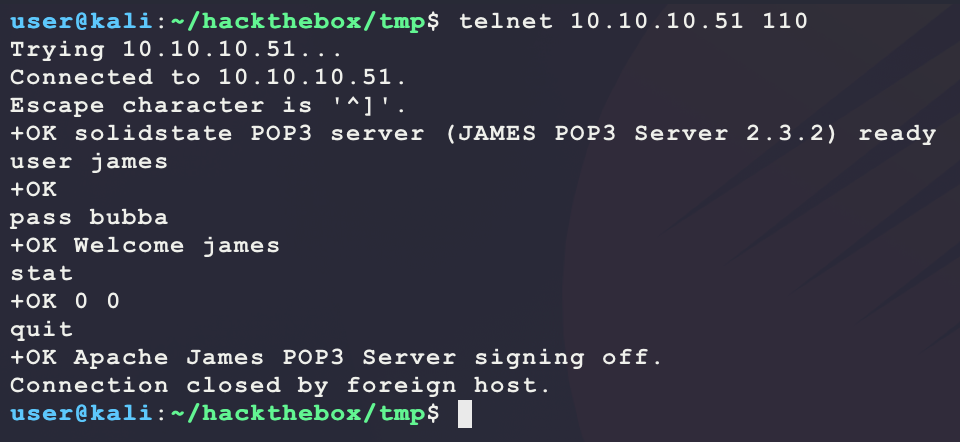 user@kali:~/hackthebox/tmp$ telnet 10.10.10.51 110
Trying 10.10.10.51...
Connected to 10.10.10.51.
Escape character is '^]'.
+OK solidstate POP3 server (JAMES POP3 Server 2.3.2) ready
user james
+OK
pass bubba
+OK Welcome james
stat
+OK 0 0
quit
+OK Apache James POP3 Server signing off.
Connection closed by foreign host.
user@kali:~/hackthebox/tmp$